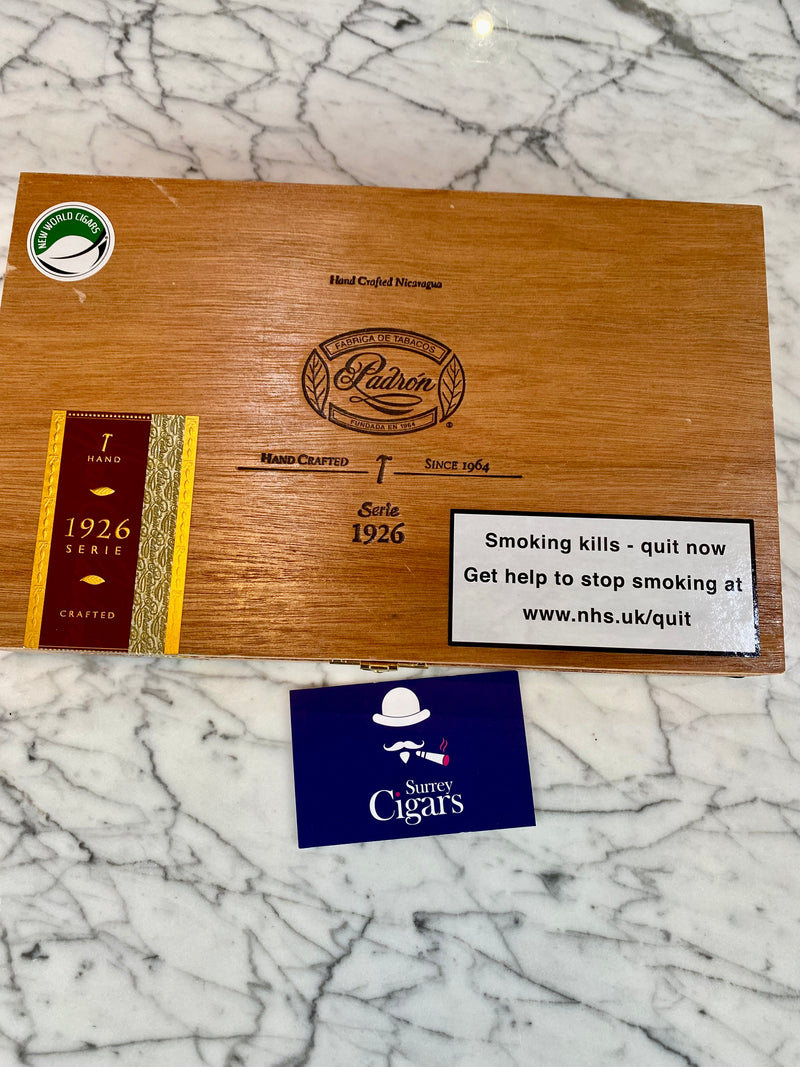 NEW WORLD CIGARS
Hand Crafted Nicaragua
FABRICA DE TABACOS
Padrón
FUNDADA EN 1964
®
HAND CRAFTED
SINCE 1964
Serie
1926
HAND
1926
SERIE
CRAFTED
Smoking kills - quit now
Get help to stop smoking at
www.nhs.uk/quit
Surrey
Cigars